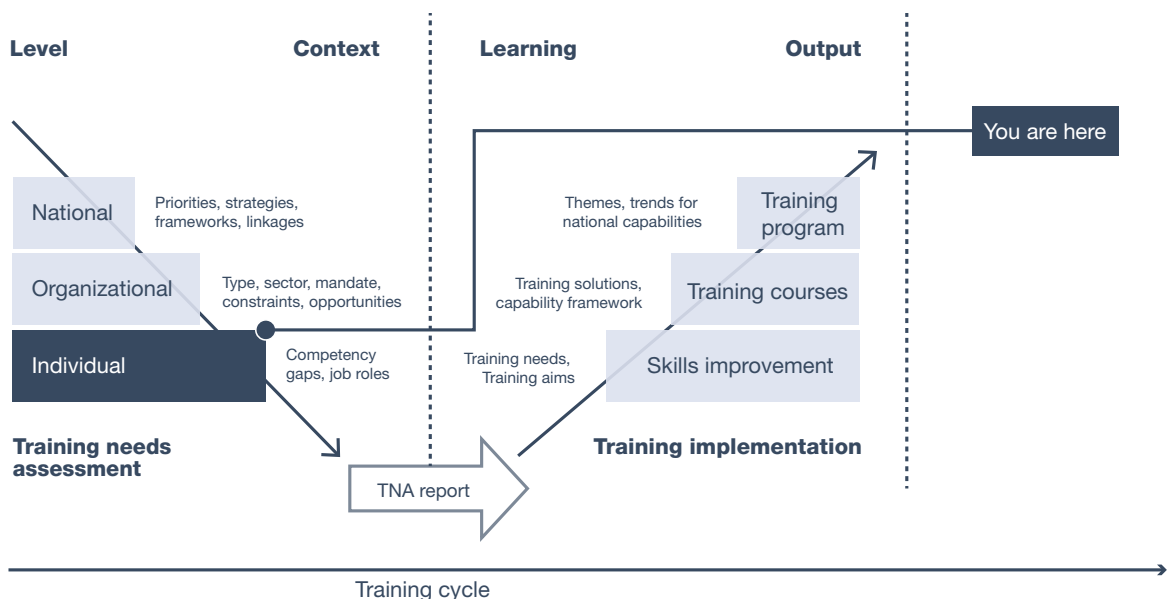 Level
Context
Learning
Output
You are here
National
Priorities, strategies,
frameworks, linkages
Themes, trends for
national capabilities
Training
program
Organizational
Type, sector, mandate,
constraints, opportunities
Training solutions,
capability framework
Training courses
Individual
Competency
gaps, job roles
Training needs,
Training aims
Skills improvement
Training needs
assessment
Training implementation
TNA report
Training cycle